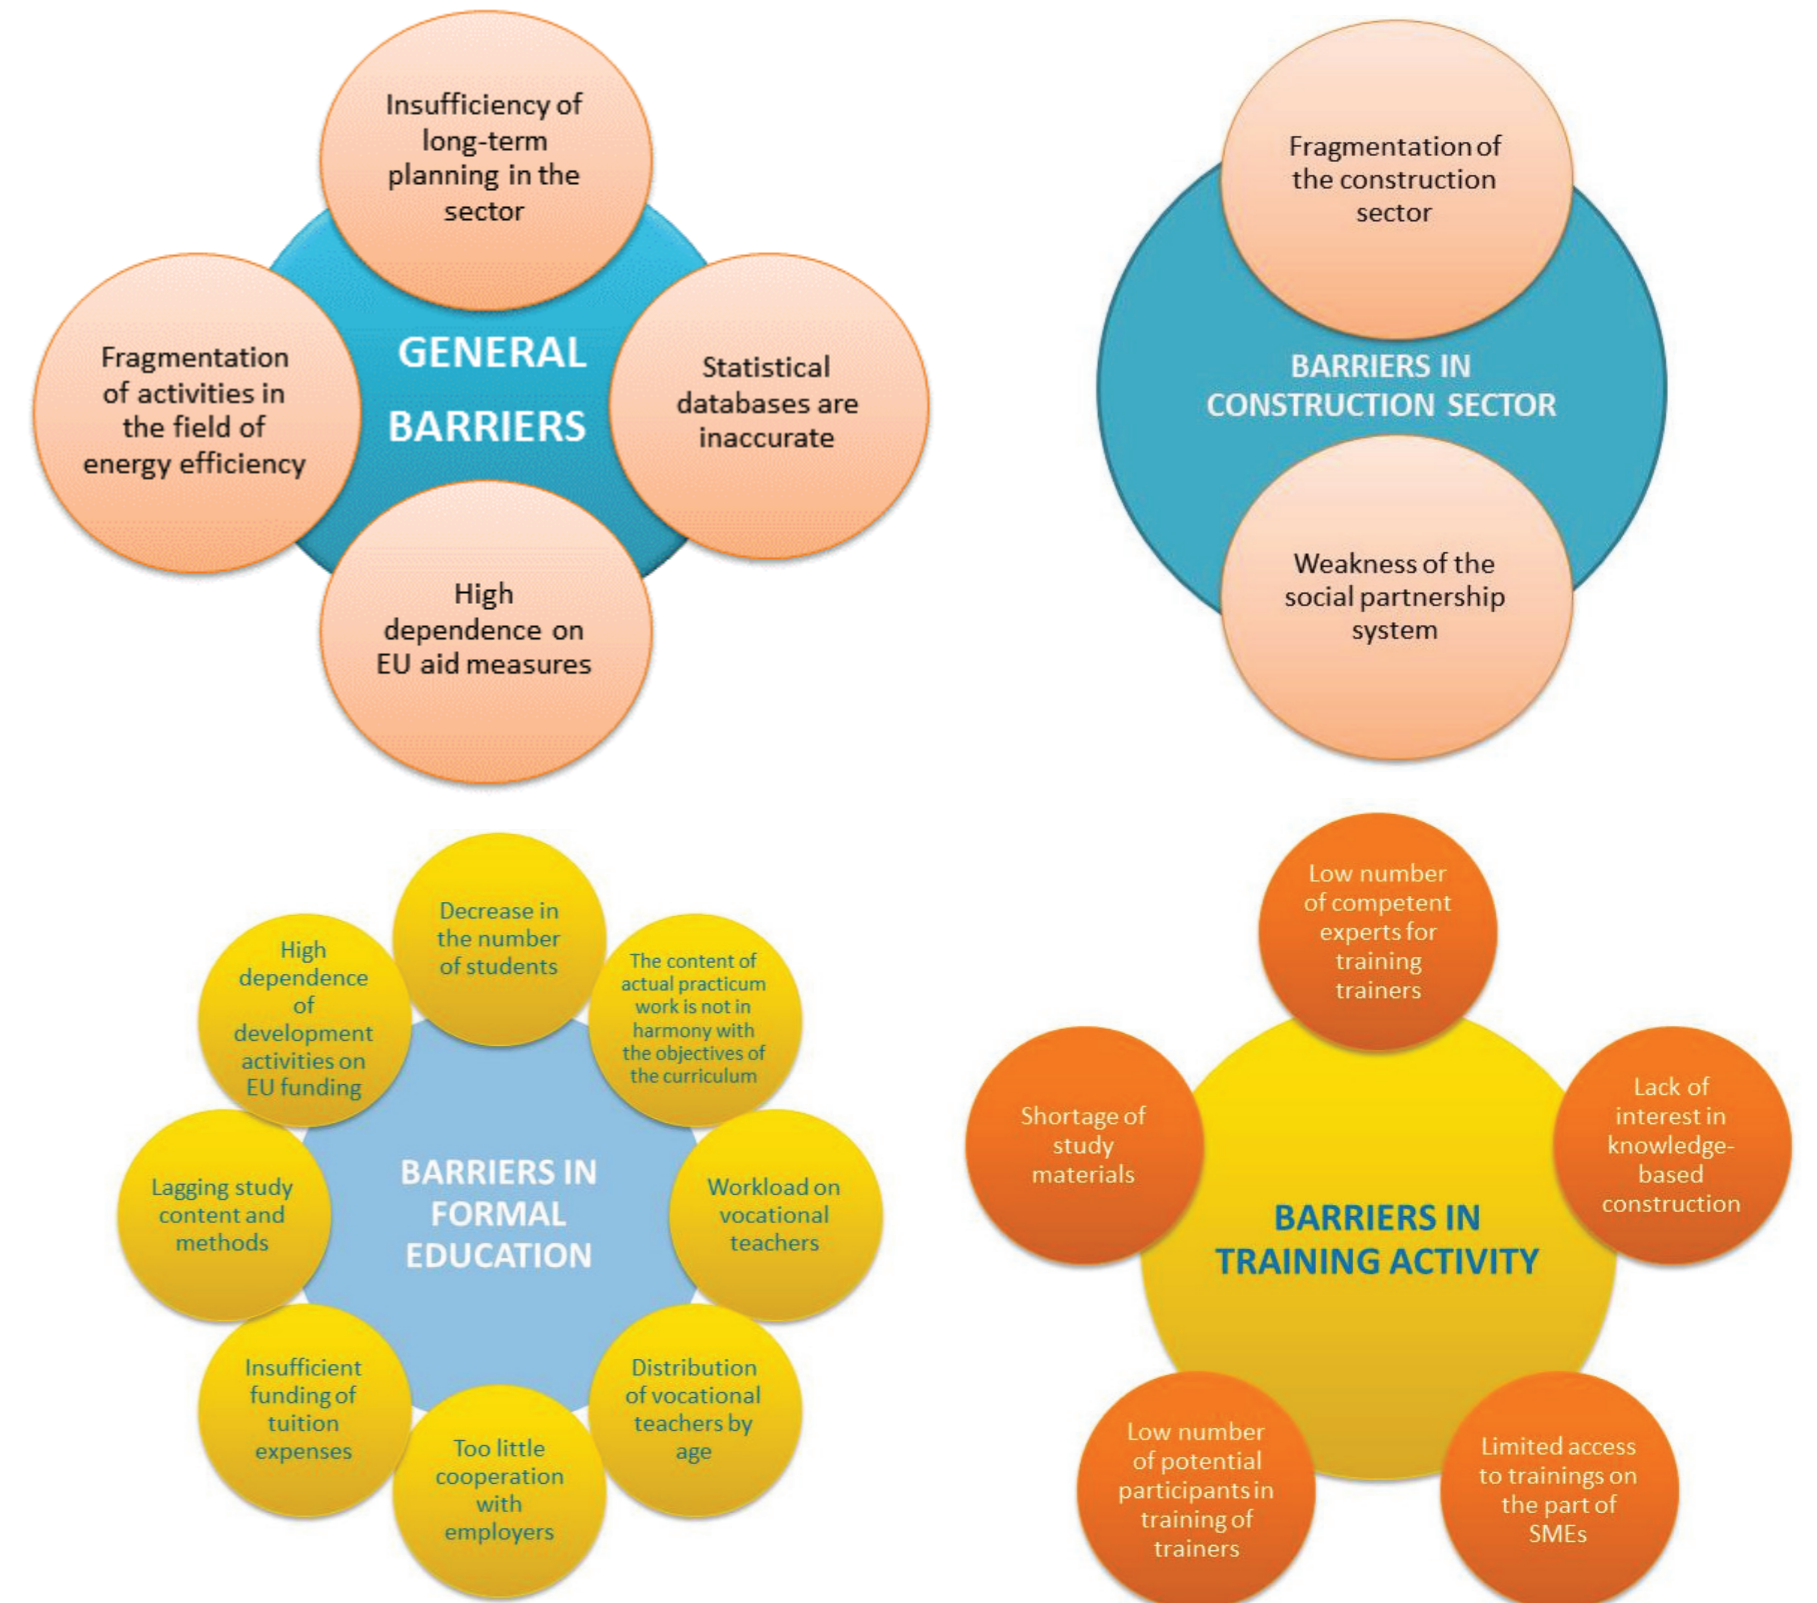 Insufficiency of
long-term
planning in the
sector
Fragmentation
of activities in
the field of
energy efficiency
GENERAL
BARRIERS
Statistical
databases are
inaccurate
High
dependence on
EU aid measures
Fragmentation of
the construction
sector
BARRIERS IN
CONSTRUCTION SECTOR
Weakness of the
social partnership
system
Decrease in
the number
of students
The content of
actual practicum
work is not in
harmony with
the objectives of
the curriculum
Workload on
vocational
teachers
Distribution
of vocational
teachers by
age
Too little
cooperation
with
employers
Insufficient
funding of
tuition
expenses
Lagging study
content and
methods
High
dependence
of
development
activities on
EU funding
BARRIERS IN
FORMAL
EDUCATION
Low number
of competent
experts for
training
trainers
Lack of
interest in
knowledge-
based
construction
Limited access
to trainings on
the part of
SMEs
Low number
of potential
participants in
training of
trainers
Shortage of
study
materials
BARRIERS IN
TRAINING ACTIVITY